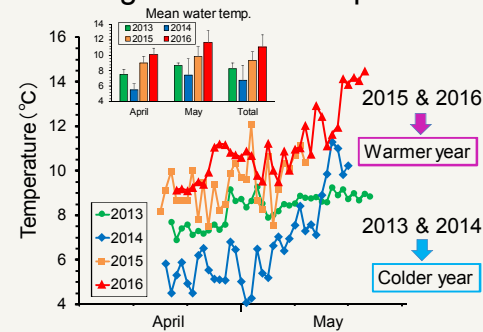 Mean water temp.
2013 2014
2015 2016
14
12
10
8
6
4
April May Total
16
14
12
10
8
6
4
Temperature (°C)
2013
2014
2015
2016
April May
2015 & 2016
Warmer year
2013 & 2014
Colder year